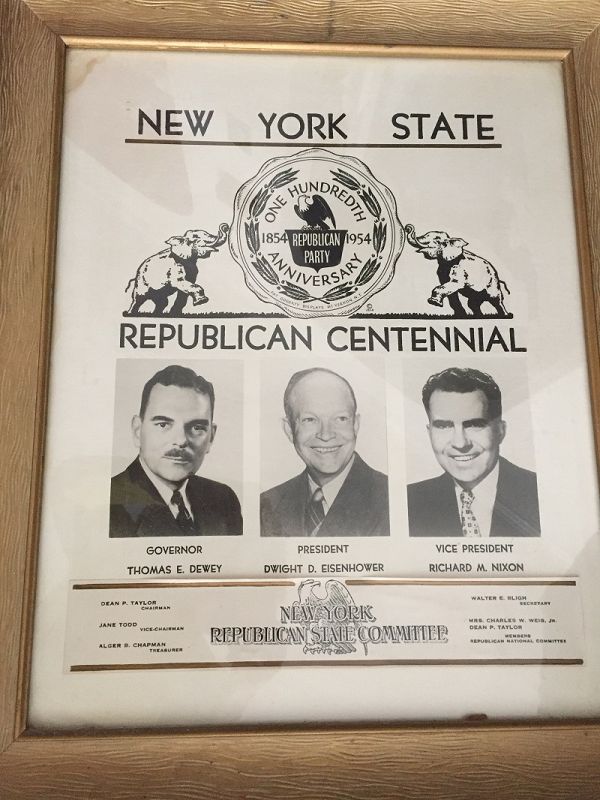 NEW YORK STATE
ONE HUNDREDTH
1854 REPUBLICAN 1954
PARTY
ANNIVERSARY
REPUBLICAN CENTENNIAL
GOVERNOR
THOMAS E. DEWEY
PRESIDENT
DWIGHT D. EISENHOWER
VICE PRESIDENT
RICHARD M. NIXON
DEAN P. TAYLOR
CHAIRMAN
JANE TODD
VICE-CHAIRMAN
ALGER B. CHAPMAN
TREASURER
NEW YORK
REPUBLICAN STATE COMMITTEE
WALTER E. BLIGH
SECRETARY
MRS. CHARLES W. WEIS, JR.
DEAN P. TAYLOR
MEMBERS
REPUBLICAN NATIONAL COMMITTEE